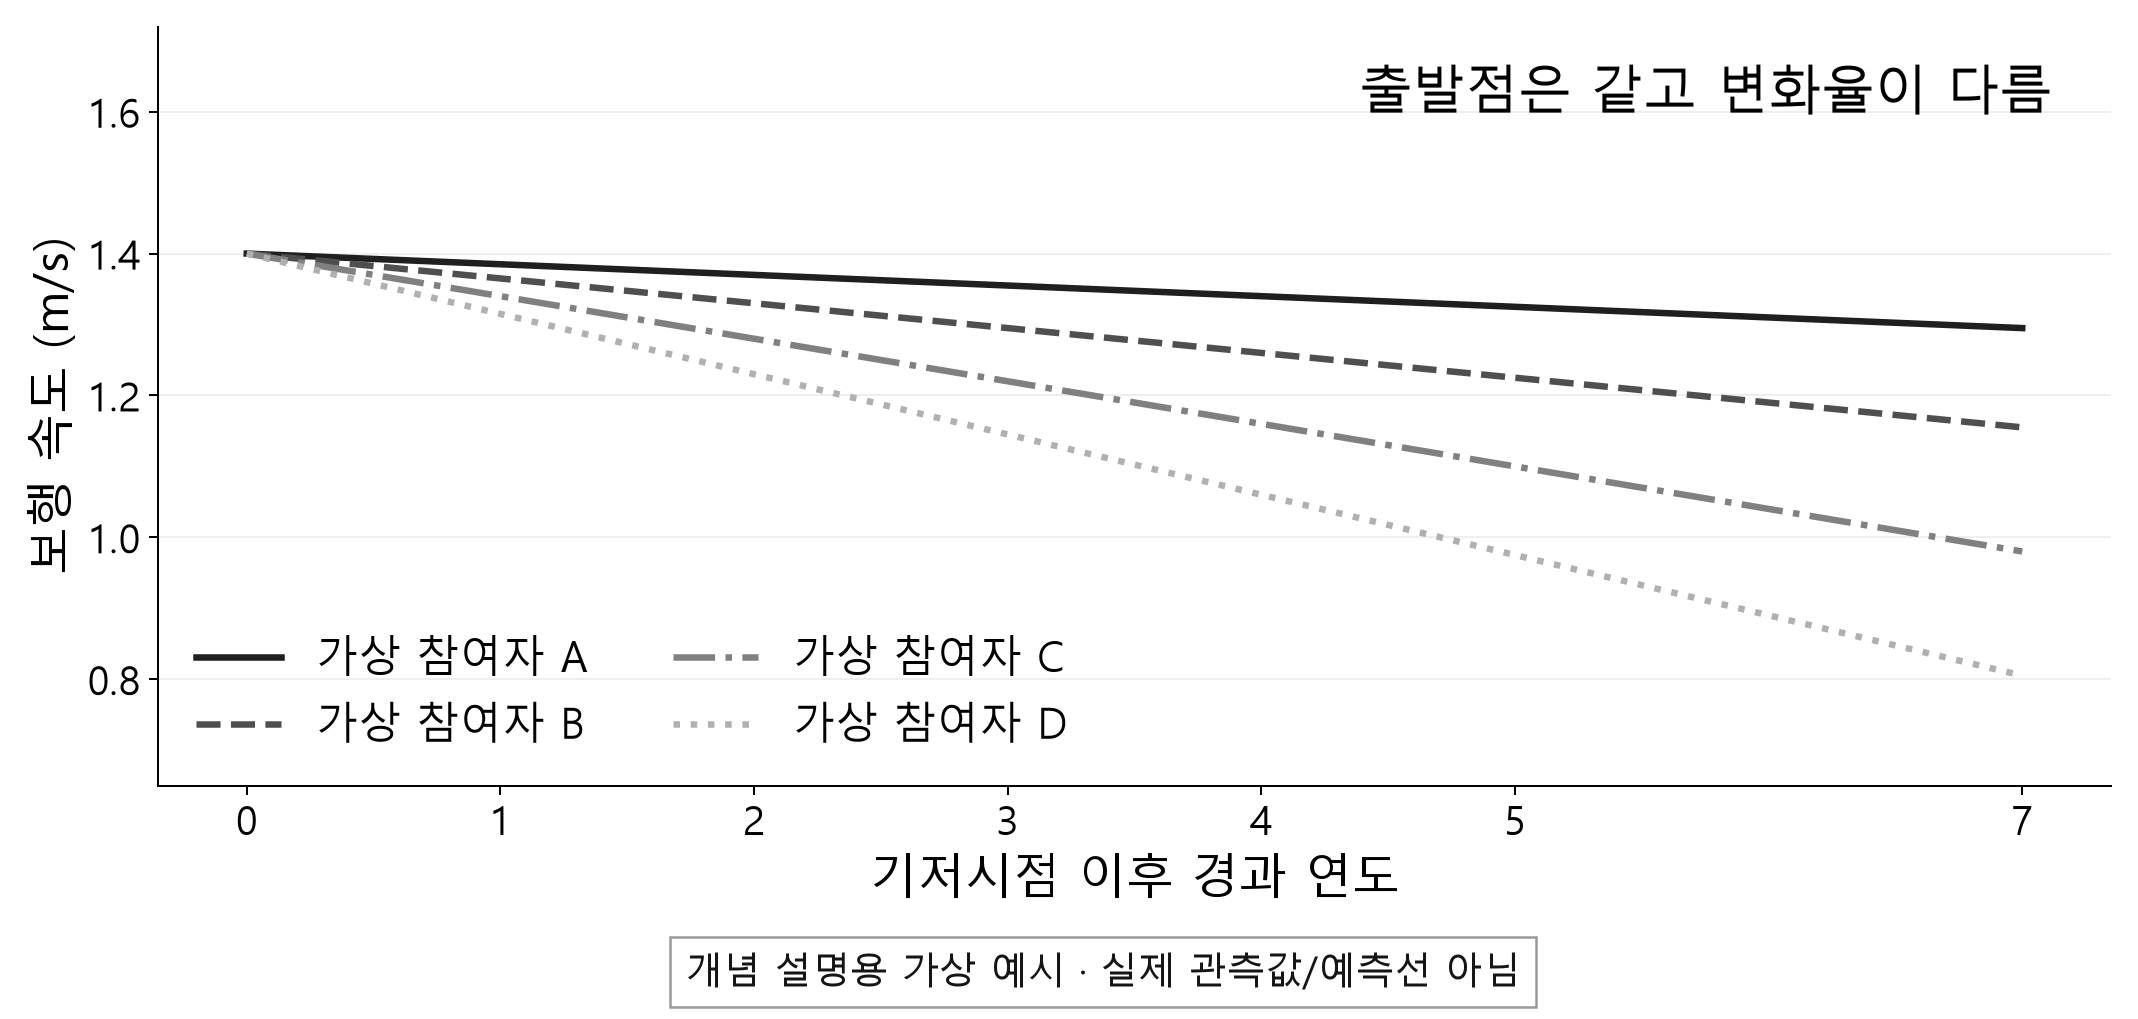 출발점은 같고 변화율이 다름
보행 속도 (m/s)
1.6
1.4
1.2
1.0
0.8
가상 참여자 A
가상 참여자 B
가상 참여자 C
가상 참여자 D
0 1 2 3 4 5 7
기저시점 이후 경과 연도
개념 설명용 가상 예시 · 실제 관측값/예측선 아님